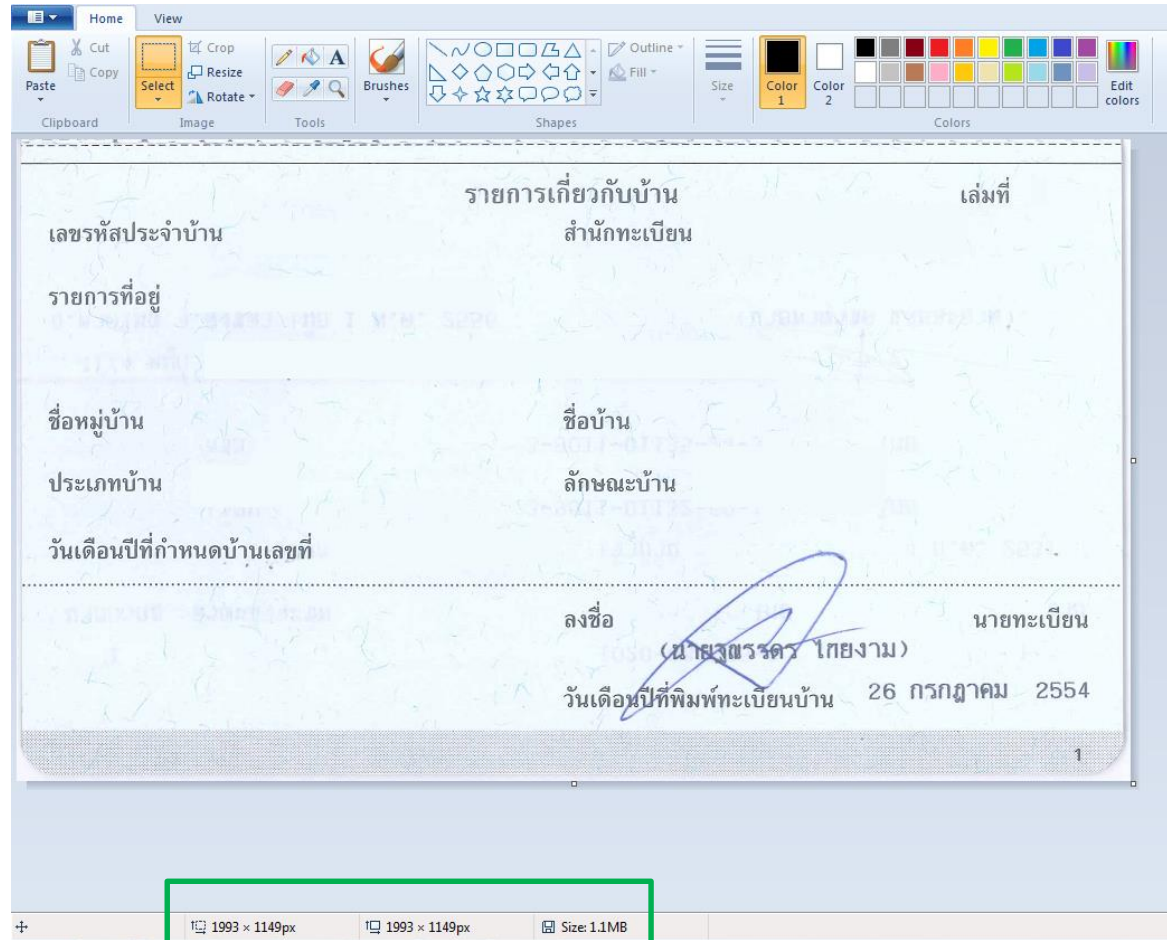 Home View
Cut
Copy
Paste
Clipboard
Select
Crop
Resize
Rotate
Image
A
Tools
Brushes
Outline
Fill
Shapes
Size
Color 1
Color 2
Edit colors
Colors
รายการเกี่ยวกับบ้าน เล่มที่
เลขรหัสประจำบ้าน สำนักทะเบียน
รายการที่อยู่
ชื่อหมู่บ้าน ชื่อบ้าน
ประเภทบ้าน ลักษณะบ้าน
วันเดือนปีที่กำหนดบ้านเลขที่
ลงชื่อ นายทะเบียน
ไทยงาม)
วันเดือนปีที่พิมพ์ทะเบียนบ้าน 26 กรกฎาคม 2554
1
1993 × 1149px 1993 × 1149px Size: 1.1MB